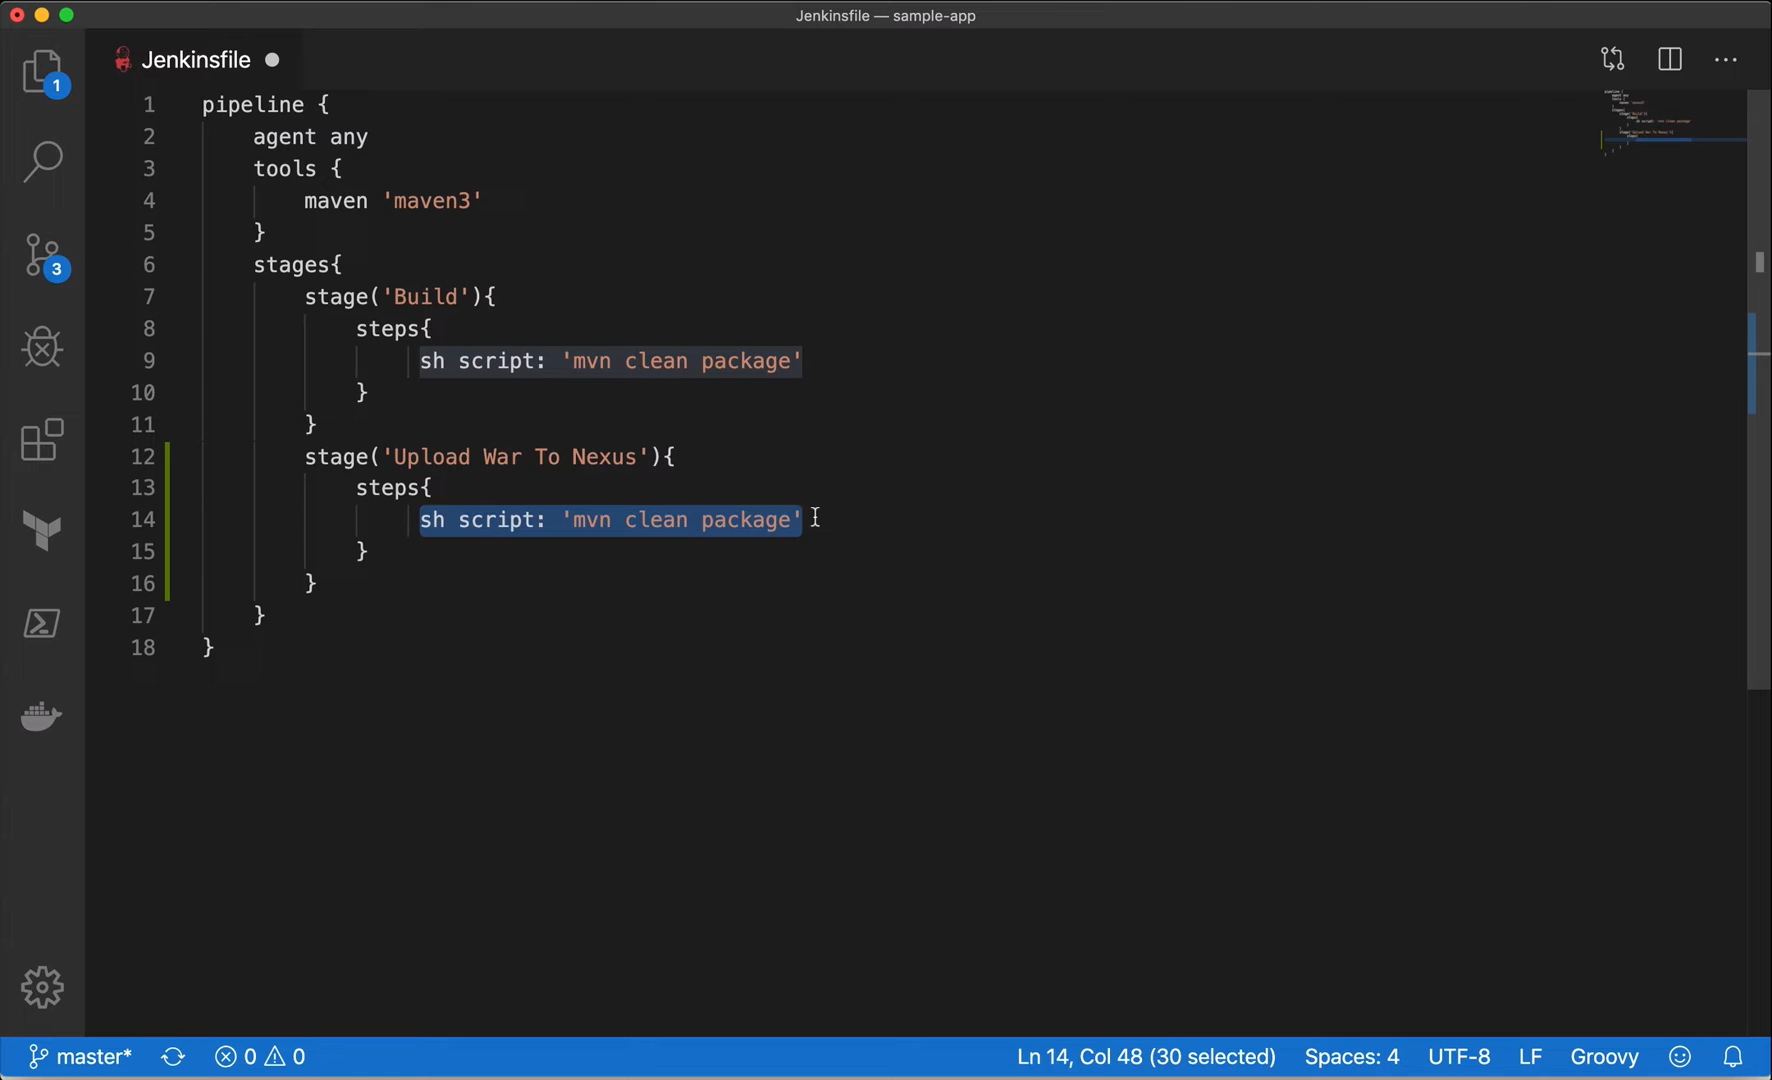 Jenkinsfile — sample-app
Jenkinsfile
1 pipeline {
2 agent any
3 tools {
4 maven 'maven3'
5 }
6 stages{
7 stage('Build'){
8 steps{
9 sh script: 'mvn clean package'
10 }
11 }
12 stage('Upload War To Nexus'){
13 steps{
14 sh script: 'mvn clean package'
15 }
16 }
17 }
18 }
1
3
master* 0 0 Ln 14, Col 48 (30 selected) Spaces: 4 UTF-8 LF Groovy